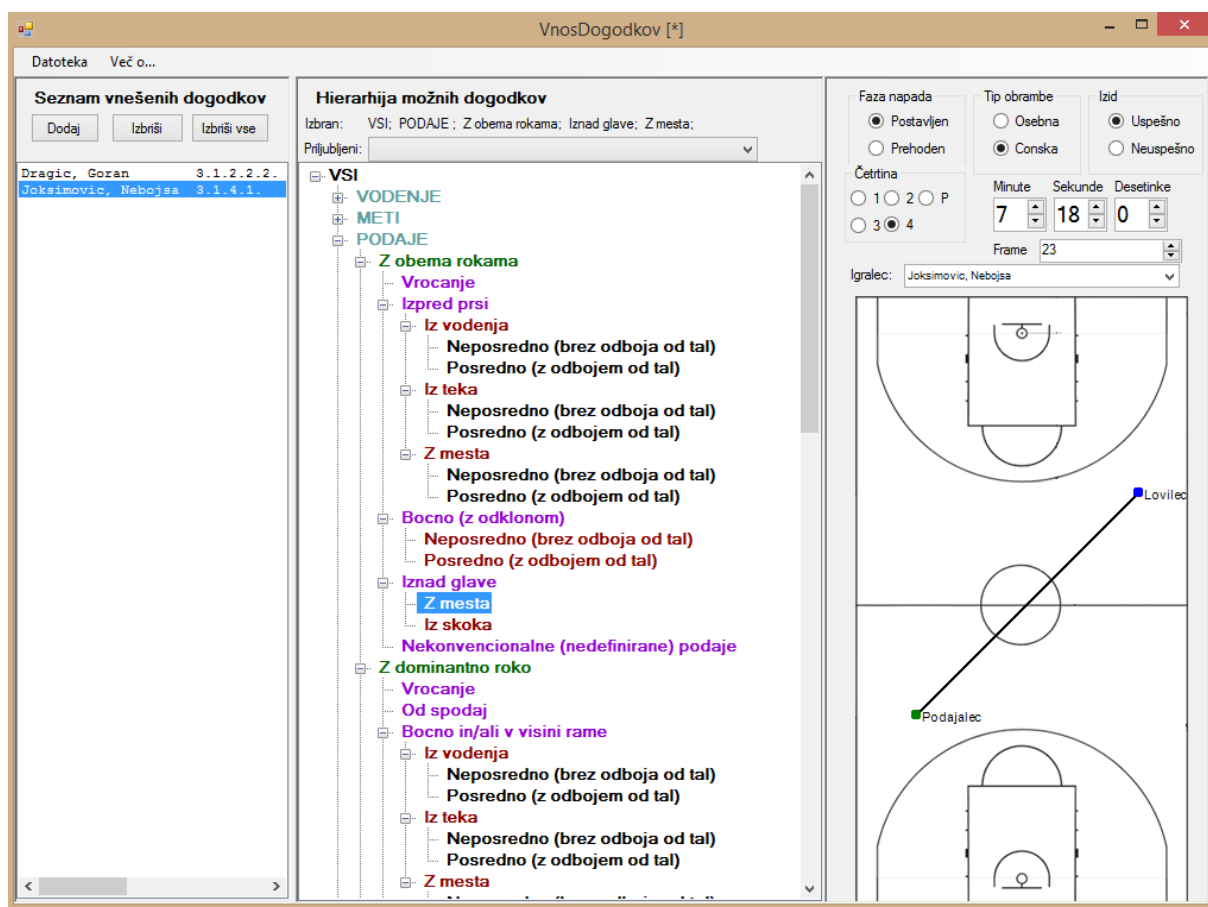 VnosDogodkov [*]
Datoteka Več o...
Seznam vnešenih dogodkov
Dodaj Izbriši Izbriši vse
Dragic, Goran 3.1.2.2.2.
Joksimovic, Nebojsa 3.1.4.1.
Hierarhija možnih dogodkov
Izbran: VSI; PODAJE ; Z obema rokama; Iznad glave; Z mesta;
Priljubljeni:
VSI
VODENJE
METI
PODAJE
Z obema rokama
Vrocanje
Izpred prsi
Iz vodenja
Neposredno (brez odboja od tal)
Posredno (z odbojem od tal)
Iz teka
Neposredno (brez odboja od tal)
Posredno (z odbojem od tal)
Z mesta
Neposredno (brez odboja od tal)
Posredno (z odbojem od tal)
Bocno (z odklonom)
Neposredno (brez odboja od tal)
Posredno (z odbojem od tal)
Iznad glave
Z mesta
Iz skoka
Nekonvencionalne (nedefinirane) podaje
Z dominantno roko
Vrocanje
Od spodaj
Bocno in/ali v visini rame
Iz vodenja
Neposredno (brez odboja od tal)
Posredno (z odbojem od tal)
Iz teka
Neposredno (brez odboja od tal)
Posredno (z odbojem od tal)
Z mesta
Faza napada Tip obrambe Izid
Postavljen Osebna Uspešno
Prehoden Conska Neuspešno
Četrtina
1 2 P
3 4
Minute Sekunde Desetinke
7 18 0
Frame 23
Igralec: Joksimovic, Nebojsa
Lovilec
Podajalec